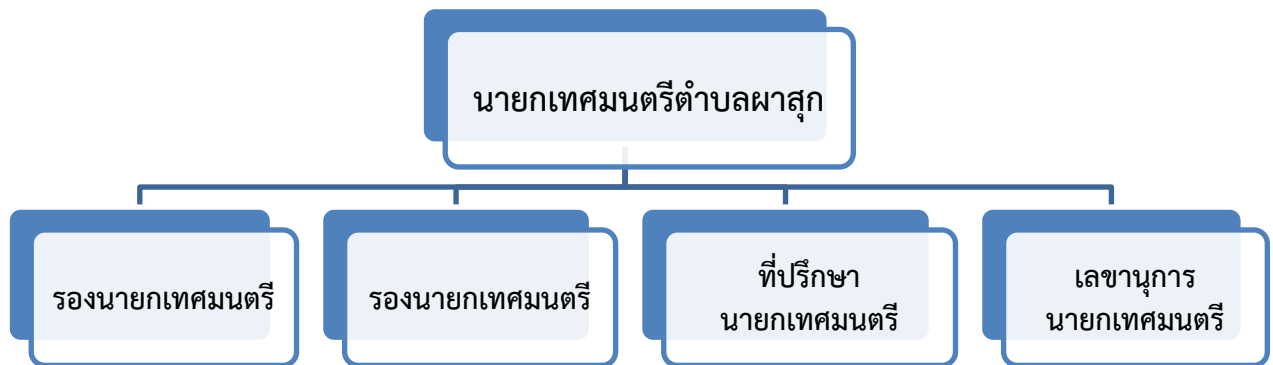 นายกเทศมนตรีตำบลผาสุก
รองนายกเทศมนตรี
รองนายกเทศมนตรี
ที่ปรึกษา
นายกเทศมนตรี
เลขานุการ
นายกเทศมนตรี